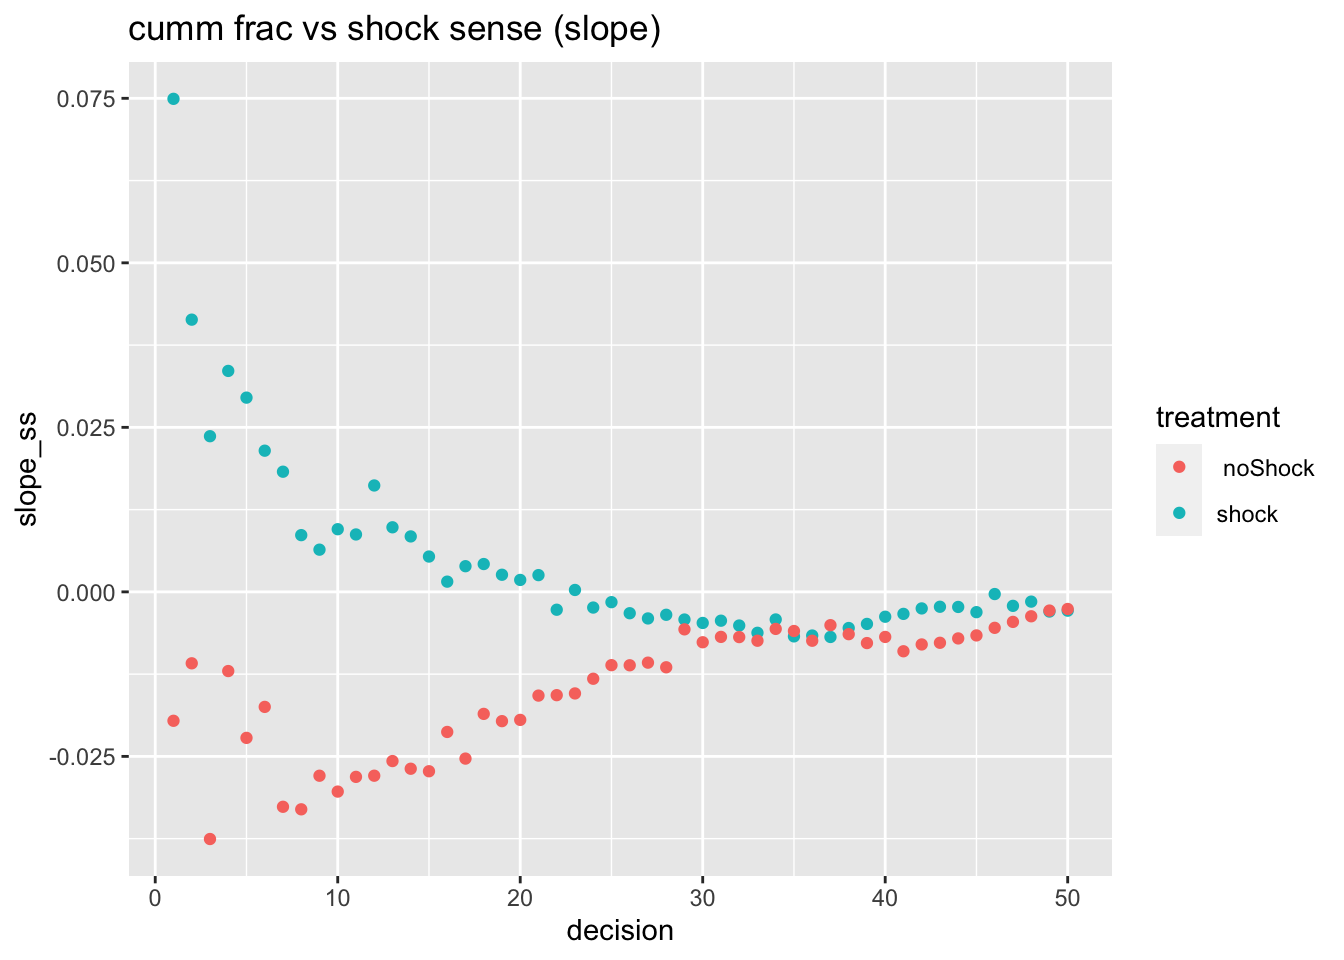 cumm frac vs shock sense (slope)
0.075
0.050
0.025
0.000
-0.025
slope_ss
0 10 20 30 40 50
decision
treatment
noShock
shock